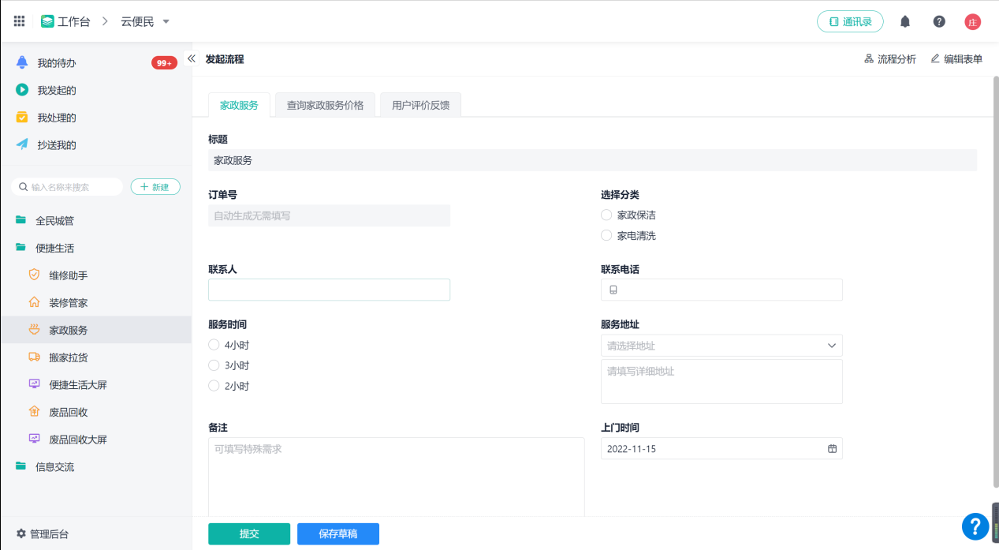 工作台 云便民
通讯录
庄
我的待办 99+
我发起的
我处理的
抄送我的
输入名称来搜索
新建
全民城管
便捷生活
维修助手
装修管家
家政服务
搬家拉货
便捷生活大屏
废品回收
废品回收大屏
信息交流
管理后台
发起流程
流程分析
编辑表单
家政服务
查询家政服务价格
用户评价反馈
标题
家政服务
订单号
自动生成无需填写
选择分类
家政保洁
家电清洗
联系人
联系电话
服务时间
4小时
3小时
2小时
服务地址
请选择地址
请填写详细地址
备注
可填写特殊需求
上门时间
2022-11-15
提交
保存草稿